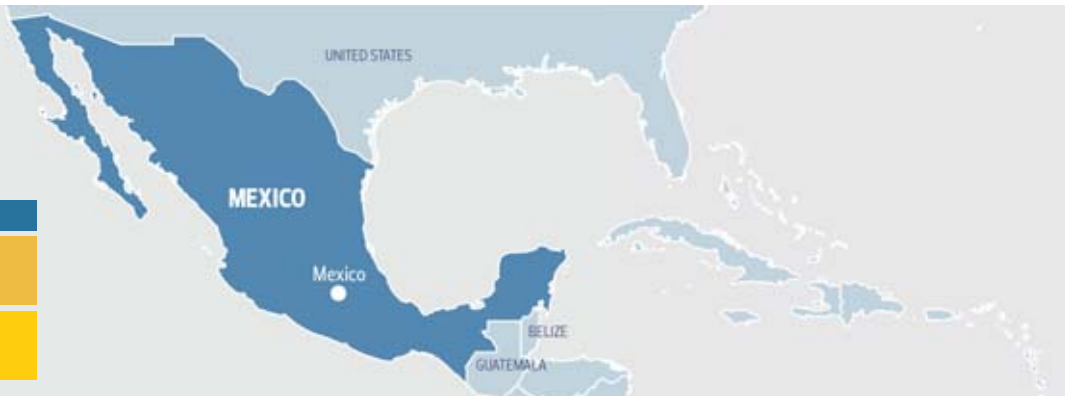 UNITED STATES
MEXICO
Mexico
BELIZE
GUATEMALA